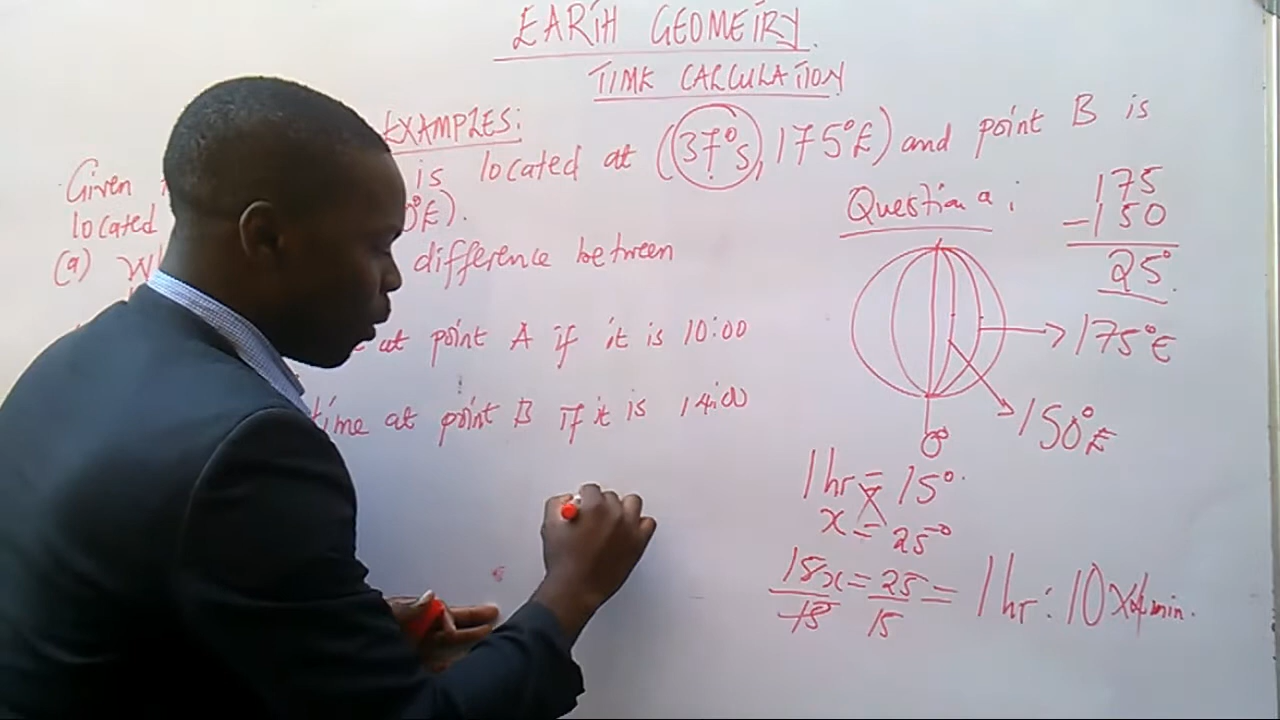 EARTH GEOMETRY.
TIME CALCULATION
EXAMPLES:
Given is located at (37°S, 175°E) and point B is
located 0°E).
(a) difference between
at point A if it is 10:00
time at point B If it is 14:00
Question a:
175
-150
25°.
175°E
150°E
0°
1hr = 15°.
x = 25°
15x = 25 = 1hr : 10x4min.
15 15